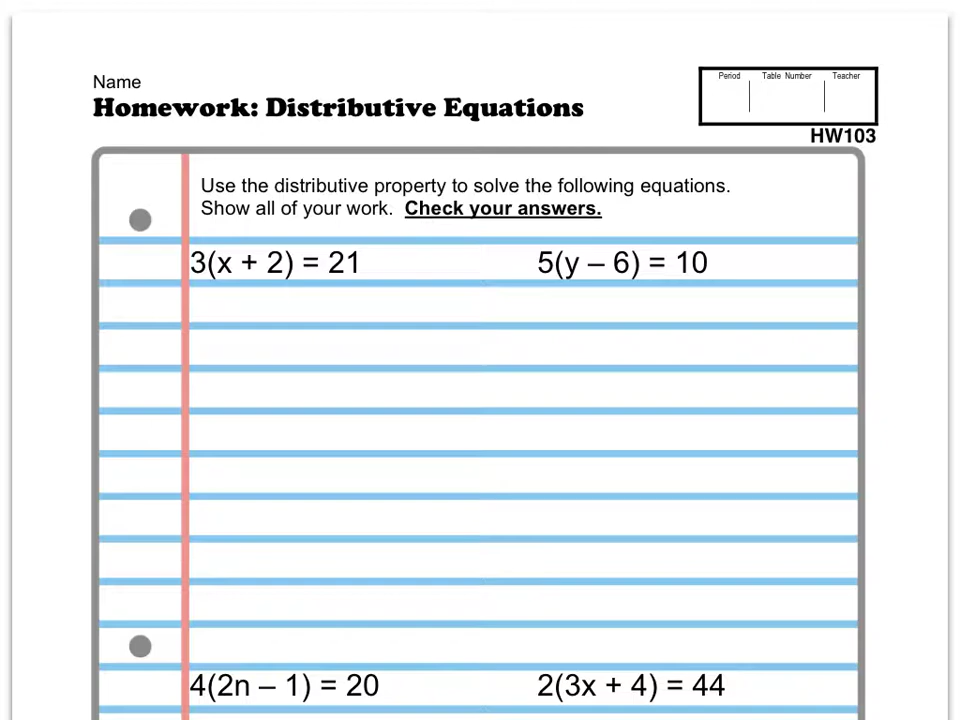 Name
Homework: Distributive Equations
Period Table Number Teacher
HW103
Use the distributive property to solve the following equations.
Show all of your work. Check your answers.
3(x + 2) = 21 5(y – 6) = 10
4(2n – 1) = 20 2(3x + 4) = 44